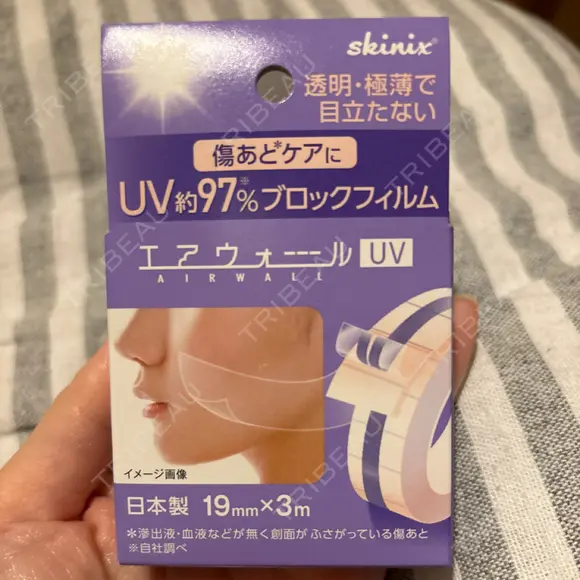 skinix
透明・極薄で
目立たない
傷あど*ケアに
UV約97%※ブロックフィルム
エアウォール UV
AIRWALL
イメージ画像
日本製 19mm×3m
*滲出液・血液などが無く創面が ふさがっている傷あと
※自社調べ
TRIBEAU